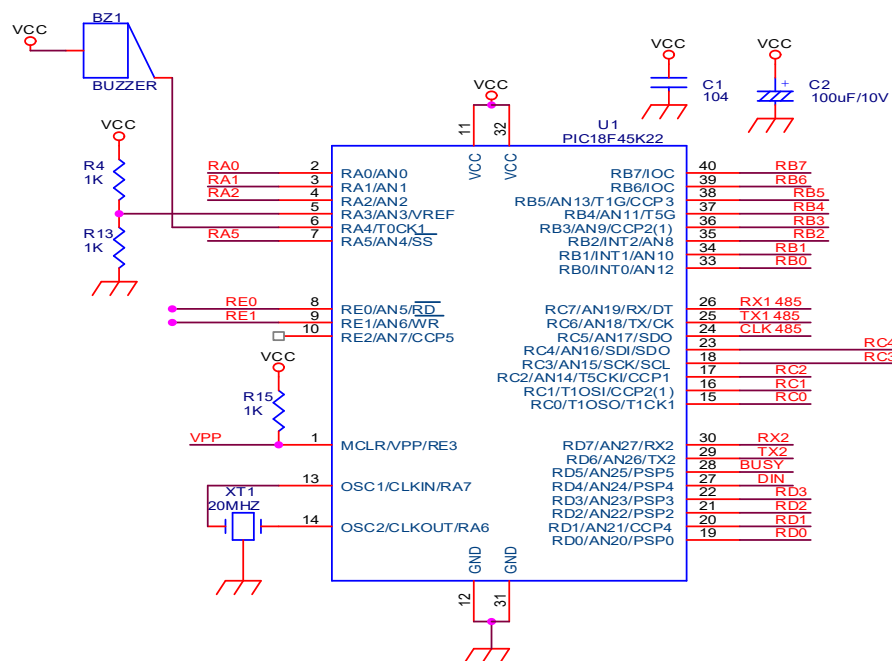 BZ1
VCC
BUZZER
VCC
R4
1K
R13
1K
VCC
C1
104
VCC
+
C2
100uF/10V
VCC
11
32
U1
PIC18F45K22
VCC
VCC
RA0 2 RA0/AN0
RA1 3 RA1/AN1
RA2 4 RA2/AN2
5 RA3/AN3/VREF
6 RA4/T0CK1
RA5 7 RA5/AN4/SS
RE0 8 RE0/AN5/RD
RE1 9 RE1/AN6/WR
10 RE2/AN7/CCP5
VCC
R15
1K
VPP 1 MCLR/VPP/RE3
13 OSC1/CLKIN/RA7
XT1
20MHZ
14 OSC2/CLKOUT/RA6
RB7/IOC 40 RB7
RB6/IOC 39 RB6
RB5/AN13/T1G/CCP3 38 RB5
RB4/AN11/T5G 37 RB4
RB3/AN9/CCP2(1) 36 RB3
RB2/INT2/AN8 35 RB2
RB1/INT1/AN10 34 RB1
RB0/INT0/AN12 33 RB0
RC7/AN19/RX/DT 26 RX1 485
RC6/AN18/TX/CK 25 TX1 485
RC5/AN17/SDO 24 CLK 485
RC4/AN16/SDI/SDO 23 RC4
RC3/AN15/SCK/SCL 18 RC3
RC2/AN14/T5CKI/CCP1 17 RC2
RC1/T1OSI/CCP2(1) 16 RC1
RC0/T1OSO/T1CK1 15 RC0
RD7/AN27/RX2 30 RX2
RD6/AN26/TX2 29 TX2
RD5/AN25/PSP5 28 BUSY
RD4/AN24/PSP4 27 DIN
RD3/AN23/PSP3 22 RD3
RD2/AN22/PSP2 21 RD2
RD1/AN21/CCP4 20 RD1
RD0/AN20/PSP0 19 RD0
GND
GND
12
31